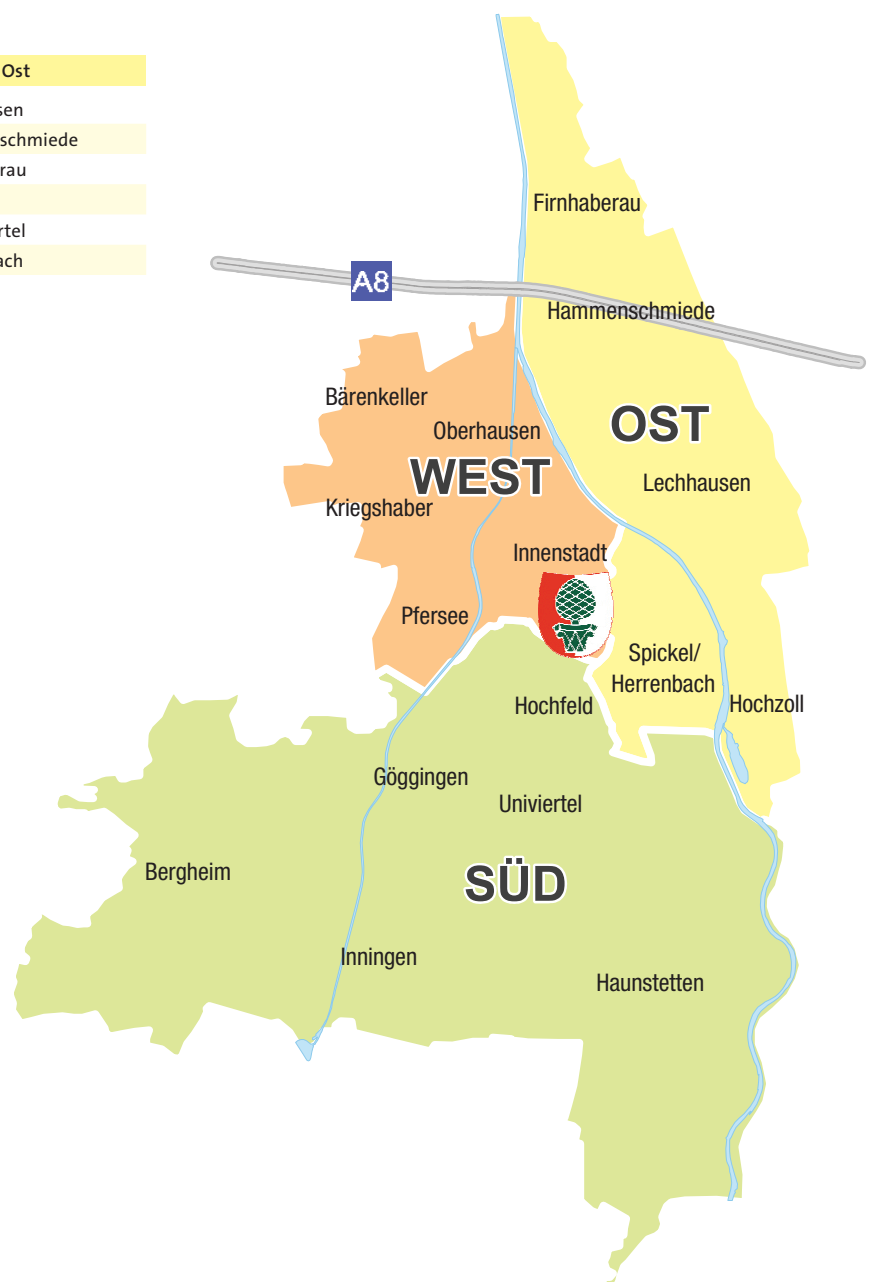 Ost
sen
schmiede
rau
rtel
ach
Firnhaberau
A8
Hammenschmiede
Bärenkeller
Oberhausen
OST
WEST
Lechhausen
Kriegshaber
Innenstadt
Pfersee
Spickel/
Herrenbach
Hochfeld
Hochzoll
Göggingen
Univiertel
Bergheim
SÜD
Inningen
Haunstetten